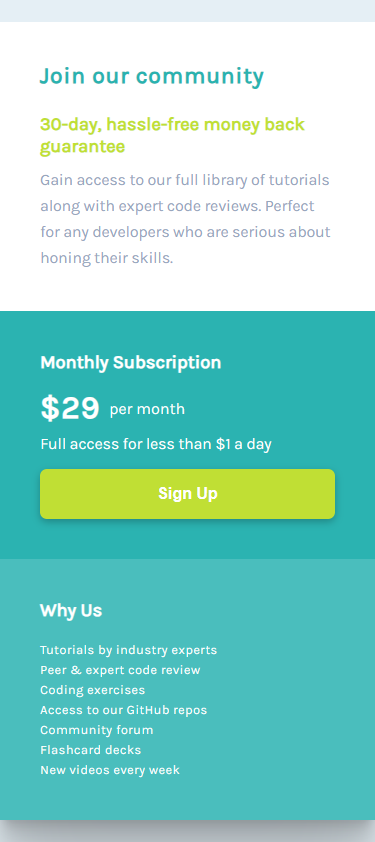 Join our community
30-day, hassle-free money back
guarantee
Gain access to our full library of tutorials
along with expert code reviews. Perfect
for any developers who are serious about
honing their skills.
Monthly Subscription
$29 per month
Full access for less than $1 a day
Sign Up
Why Us
Tutorials by industry experts
Peer & expert code review
Coding exercises
Access to our GitHub repos
Community forum
Flashcard decks
New videos every week